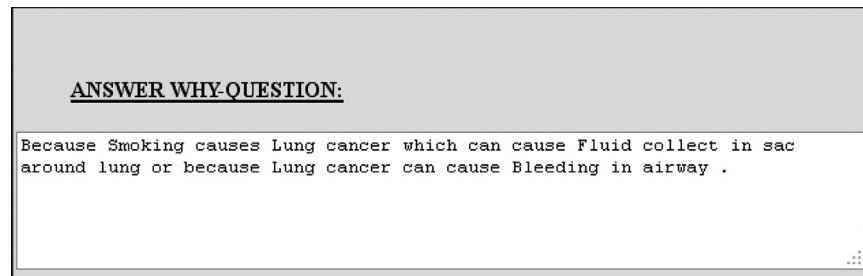 ANSWER WHY-QUESTION:
Because Smoking causes Lung cancer which can cause Fluid collect in sac
around lung or because Lung cancer can cause Bleeding in airway .